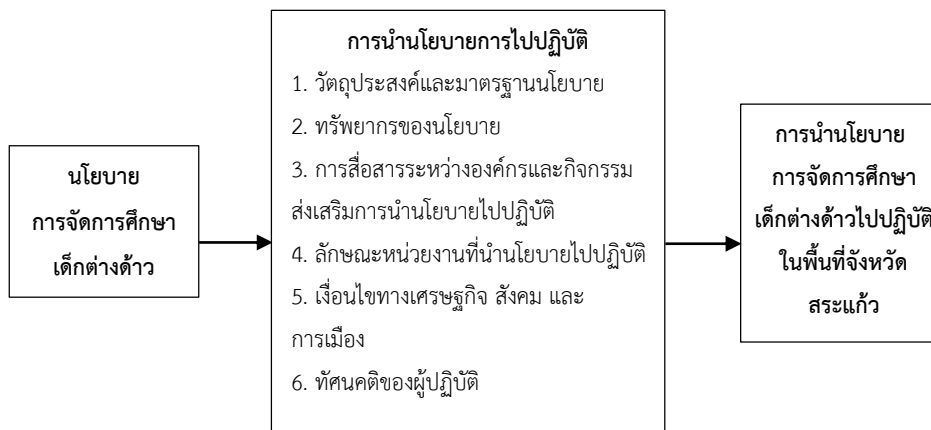 นโยบาย
การจัดการศึกษา
เด็กต่างด้าว
การนำนโยบายการไปปฏิบัติ
1. วัตถุประสงค์และมาตรฐานนโยบาย
2. ทรัพยากรของนโยบาย
3. การสื่อสารระหว่างองค์กรและกิจกรรม
ส่งเสริมการนำนโยบายไปปฏิบัติ
4. ลักษณะหน่วยงานที่นำนโยบายไปปฏิบัติ
5. เงื่อนไขทางเศรษฐกิจ สังคม และ
การเมือง
6. ทัศนคติของผู้ปฏิบัติ
การนำนโยบาย
การจัดการศึกษา
เด็กต่างด้าวไปปฏิบัติ
ในพื้นที่จังหวัด
สระแก้ว